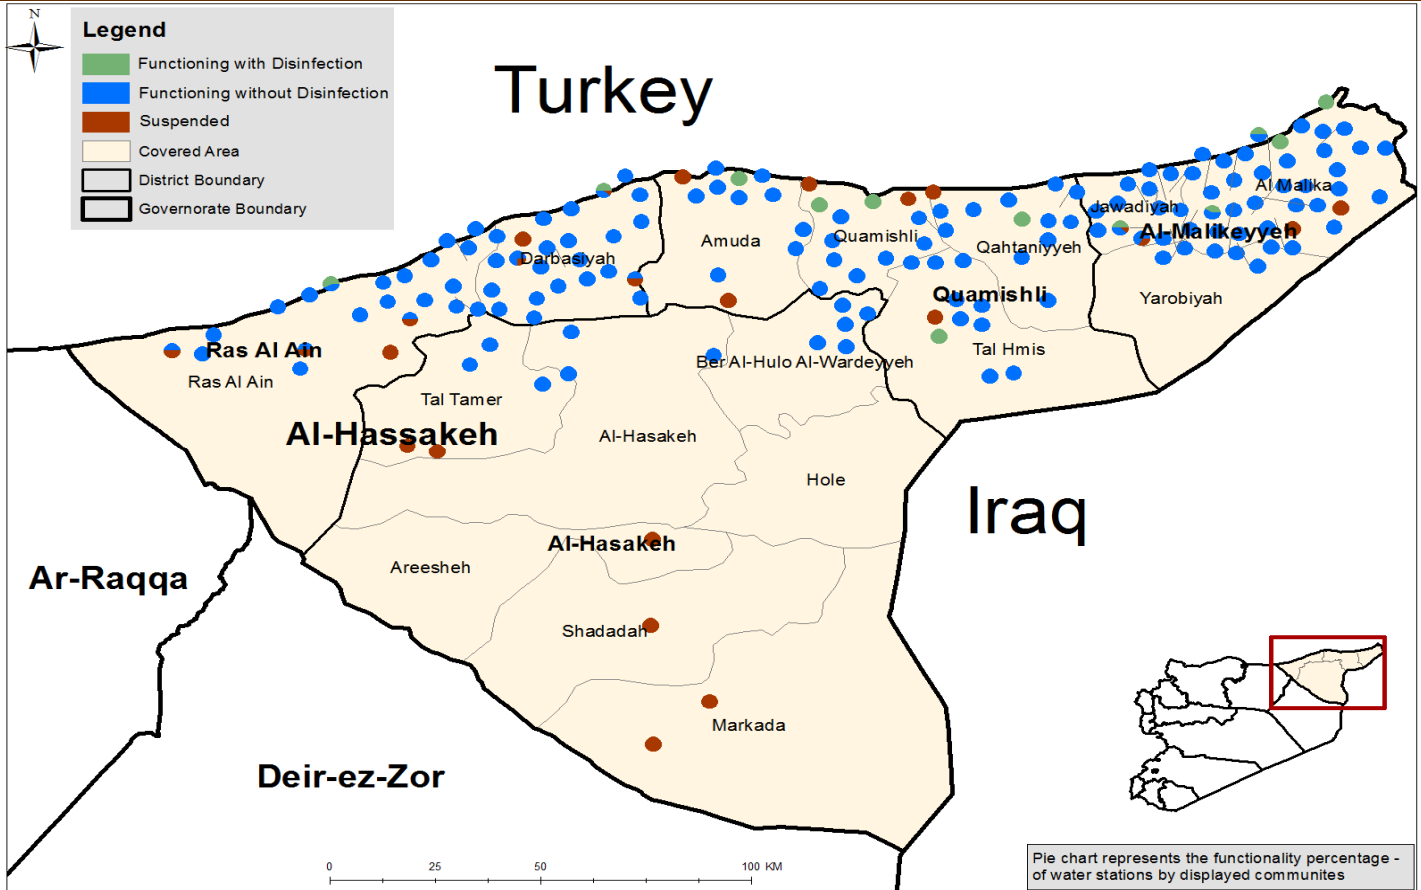 N
Legend
Functioning with Disinfection
Functioning without Disinfection
Suspended
Covered Area
District Boundary
Governorate Boundary
Turkey
Al Malika
Jawadiyah
Al-Malikeyyeh
Quamishli
Amuda
Qahtaniyyeh
Darbasiyah
Quamishli
Yarobiyah
Ras Al Ain
Tal Hmis
Ber Al-Hulo Al-Wardeyyeh
Ras Al Ain
Tal Tamer
Al-Hassakeh
Al-Hasakeh
Hole
Iraq
Al-Hasakeh
Areesheh
Ar-Raqqa
Shadadah
Markada
Deir-ez-Zor
0 25 50 100 KM
Pie chart represents the functionality percentage -
of water stations by displayed communites